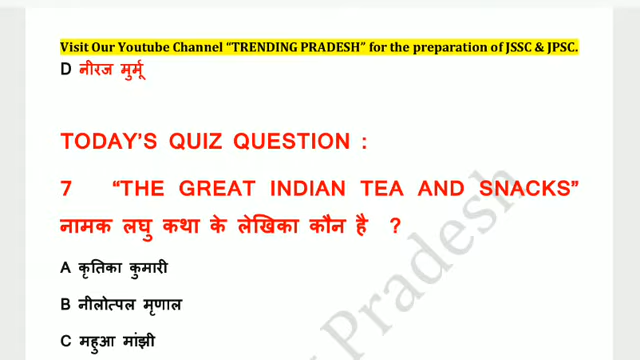 Visit Our Youtube Channel “TRENDING PRADESH” for the preparation of JSSC & JPSC.
D नीरज मुर्मू
TODAY’S QUIZ QUESTION :
7 “THE GREAT INDIAN TEA AND SNACKS”
नामक लघु कथा के लेखिका कौन है ?
A कृतिका कुमारी
B नीलोत्पल मृणाल
C महुआ मांझी
Pradesh